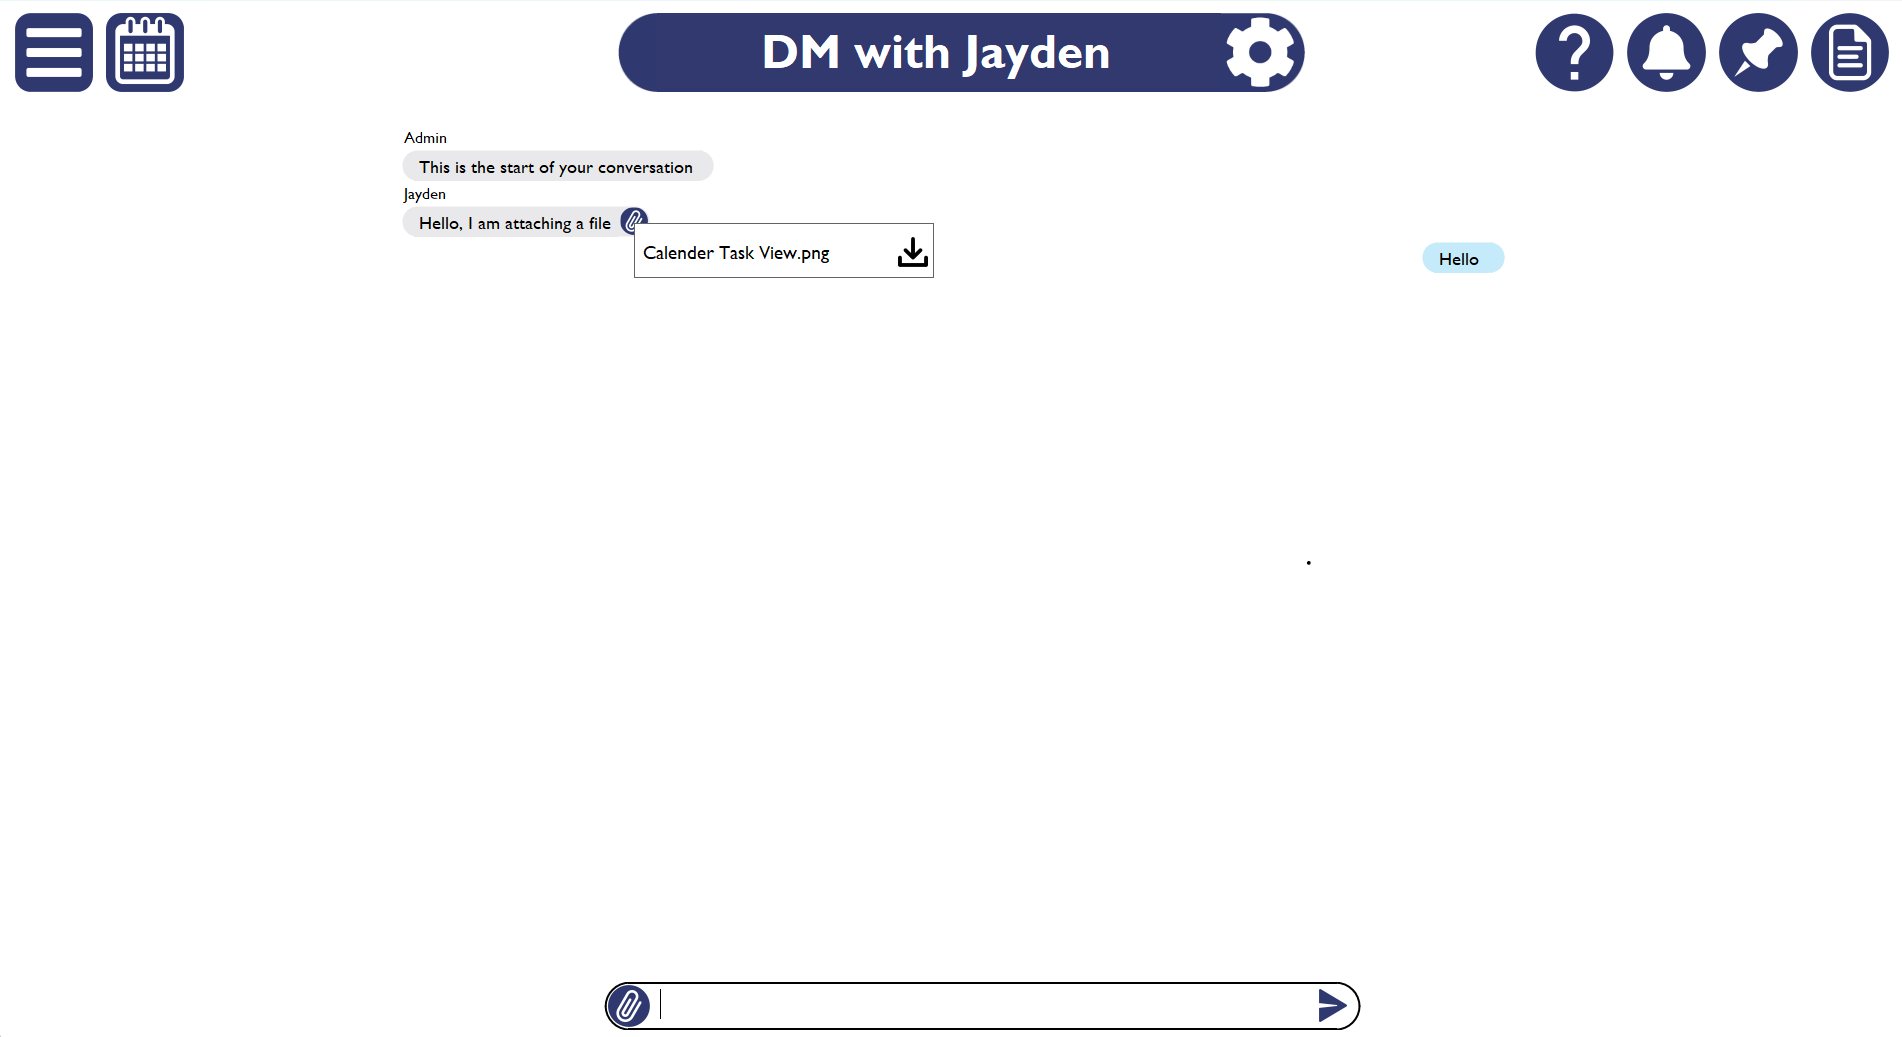 DM with Jayden
Admin
This is the start of your conversation
Jayden
Hello, I am attaching a file
Calender Task View.png
Hello